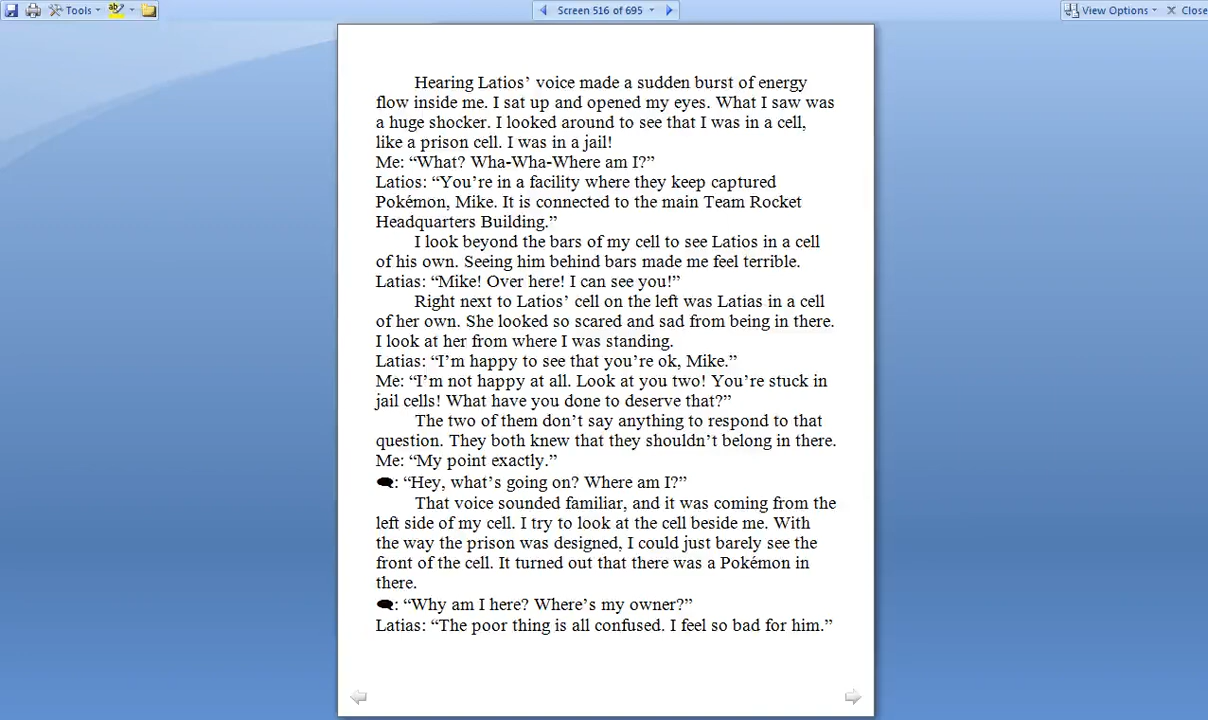 Tools
Screen 516 of 695
View Options
Close
Hearing Latios’ voice made a sudden burst of energy
flow inside me. I sat up and opened my eyes. What I saw was
a huge shocker. I looked around to see that I was in a cell,
like a prison cell. I was in a jail!
Me: “What? Wha-Wha-Where am I?”
Latios: “You’re in a facility where they keep captured
Pokémon, Mike. It is connected to the main Team Rocket
Headquarters Building.”
I look beyond the bars of my cell to see Latios in a cell
of his own. Seeing him behind bars made me feel terrible.
Latias: “Mike! Over here! I can see you!”
Right next to Latios’ cell on the left was Latias in a cell
of her own. She looked so scared and sad from being in there.
I look at her from where I was standing.
Latias: “I’m happy to see that you’re ok, Mike.”
Me: “I’m not happy at all. Look at you two! You’re stuck in
jail cells! What have you done to deserve that?”
The two of them don’t say anything to respond to that
question. They both knew that they shouldn’t belong in there.
Me: “My point exactly.”
: “Hey, what’s going on? Where am I?”
That voice sounded familiar, and it was coming from the
left side of my cell. I try to look at the cell beside me. With
the way the prison was designed, I could just barely see the
front of the cell. It turned out that there was a Pokémon in
there.
: “Why am I here? Where’s my owner?”
Latias: “The poor thing is all confused. I feel so bad for him.”